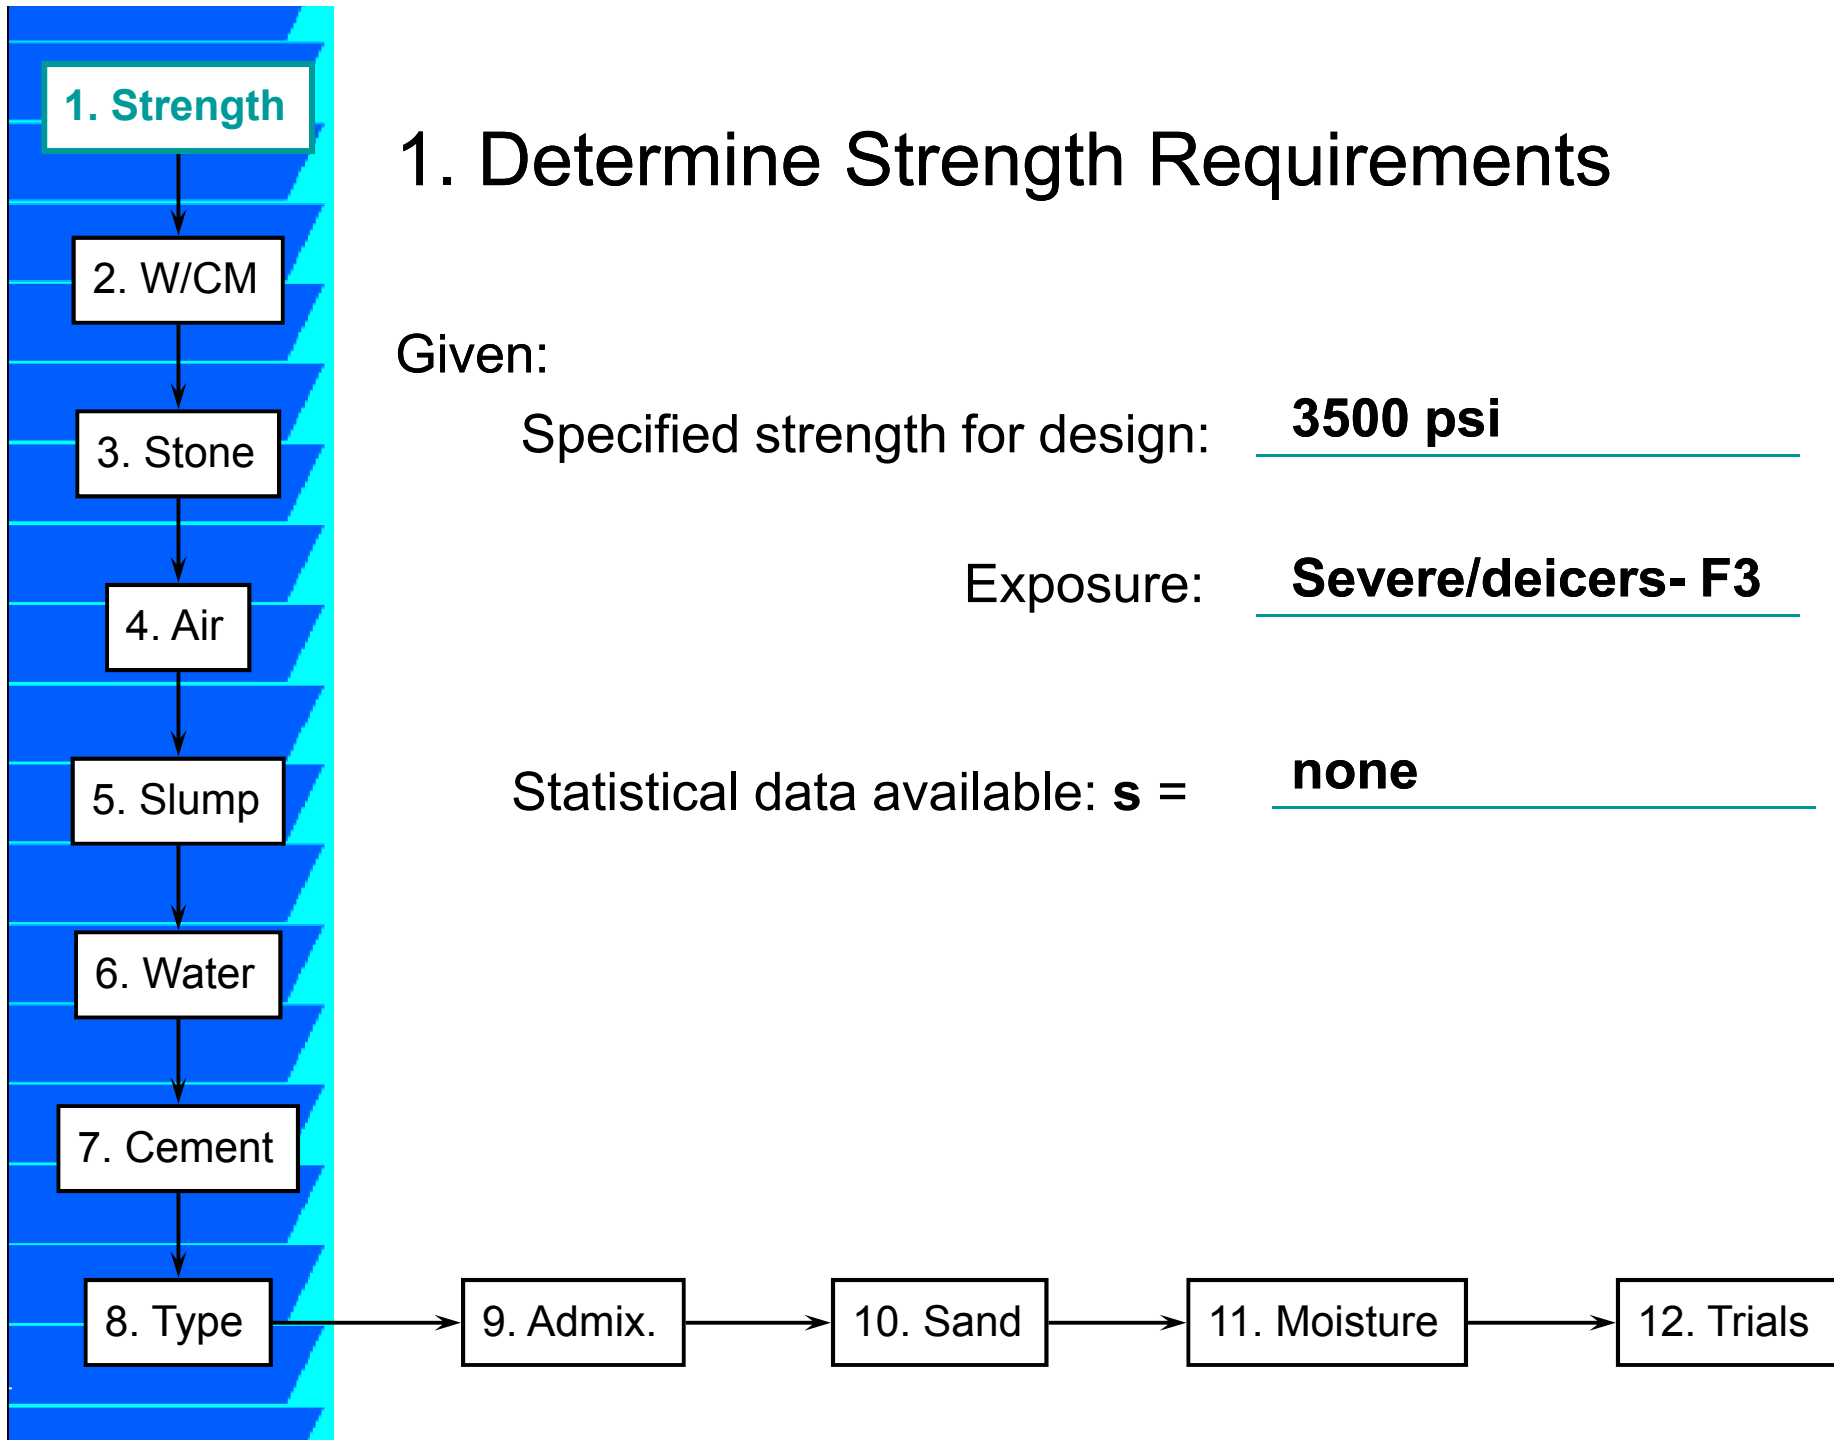 1. Strength
1. Determine Strength Requirements
2. W/CM
Given:
Specified strength for design: 3500 psi
3. Stone
Exposure: Severe/deicers- F3
4. Air
Statistical data available: s = none
5. Slump
6. Water
7. Cement
8. Type
9. Admix.
10. Sand
11. Moisture
12. Trials